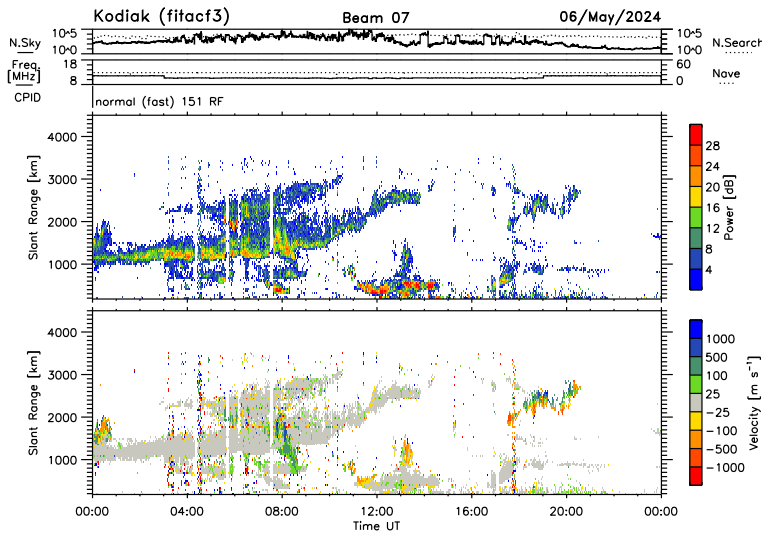 Kodiak (fitacf3) Beam 07 06/May/2024
N.Sky 10+5 10+0 10+5 10+0 N.Search
Freq. [MHz] 18 8 60 0 Nave
CPID normal (fast) 151 RF
Slant Range [km]
4000
3000
2000
1000
28
24
20
16
12
8
4
Power [dB]
Slant Range [km]
4000
3000
2000
1000
1000
500
100
25
-25
-100
-500
-1000
Velocity [m s⁻¹]
00:00 04:00 08:00 12:00 16:00 20:00 00:00
Time UT